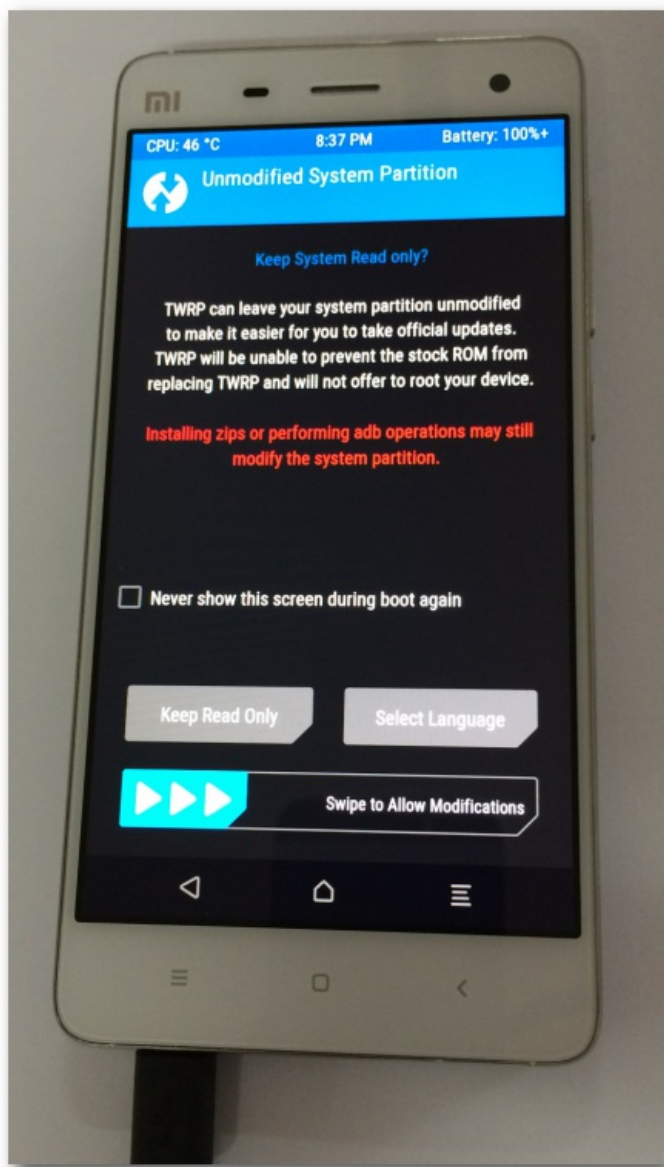 mi
CPU: 46 °C 8:37 PM Battery: 100%+
Unmodified System Partition
Keep System Read only?
TWRP can leave your system partition unmodified
to make it easier for you to take official updates.
TWRP will be unable to prevent the stock ROM from
replacing TWRP and will not offer to root your device.
Installing zips or performing adb operations may still
modify the system partition.
Never show this screen during boot again
Keep Read Only Select Language
Swipe to Allow Modifications